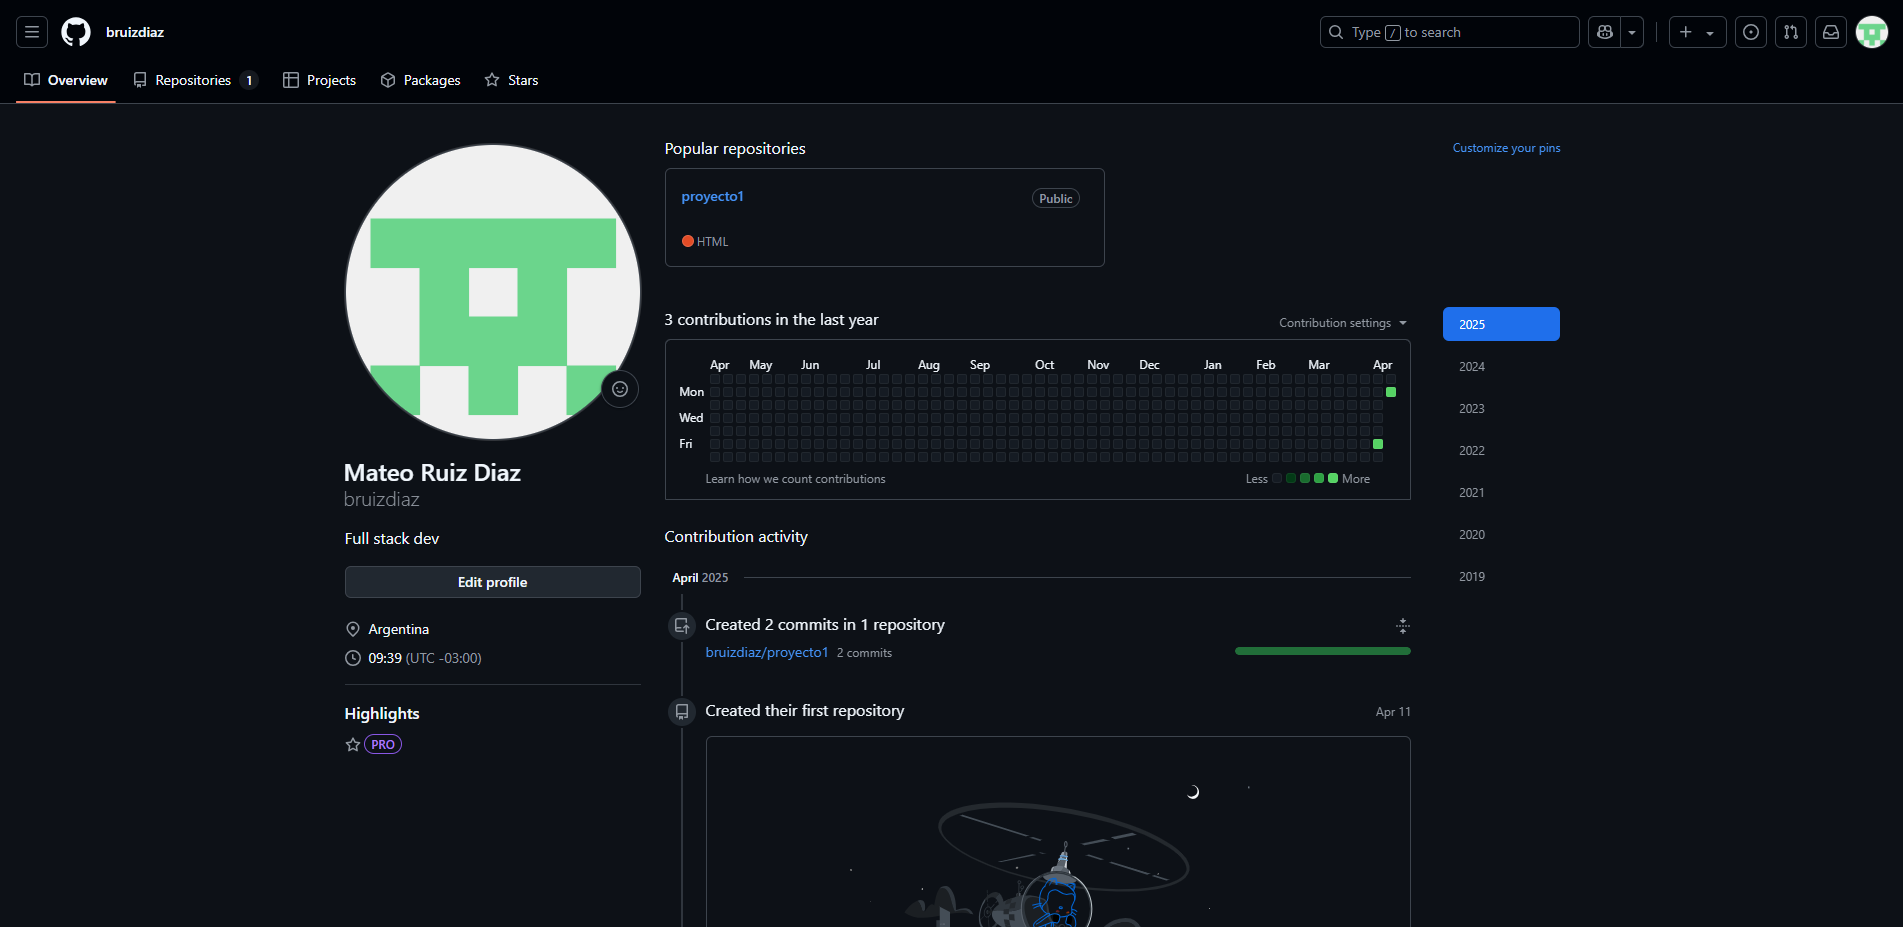 bruizdiaz
Type / to search
Overview
Repositories 1
Projects
Packages
Stars
Mateo Ruiz Diaz
bruizdiaz
Full stack dev
Edit profile
Argentina
09:39 (UTC -03:00)
Highlights
PRO
Popular repositories
Customize your pins
proyecto1
Public
HTML
3 contributions in the last year
Contribution settings
Apr May Jun Jul Aug Sep Oct Nov Dec Jan Feb Mar Apr
Mon
Wed
Fri
Learn how we count contributions
Less More
2025
2024
2023
2022
2021
2020
2019
Contribution activity
April 2025
Created 2 commits in 1 repository
bruizdiaz/proyecto1 2 commits
Created their first repository
Apr 11